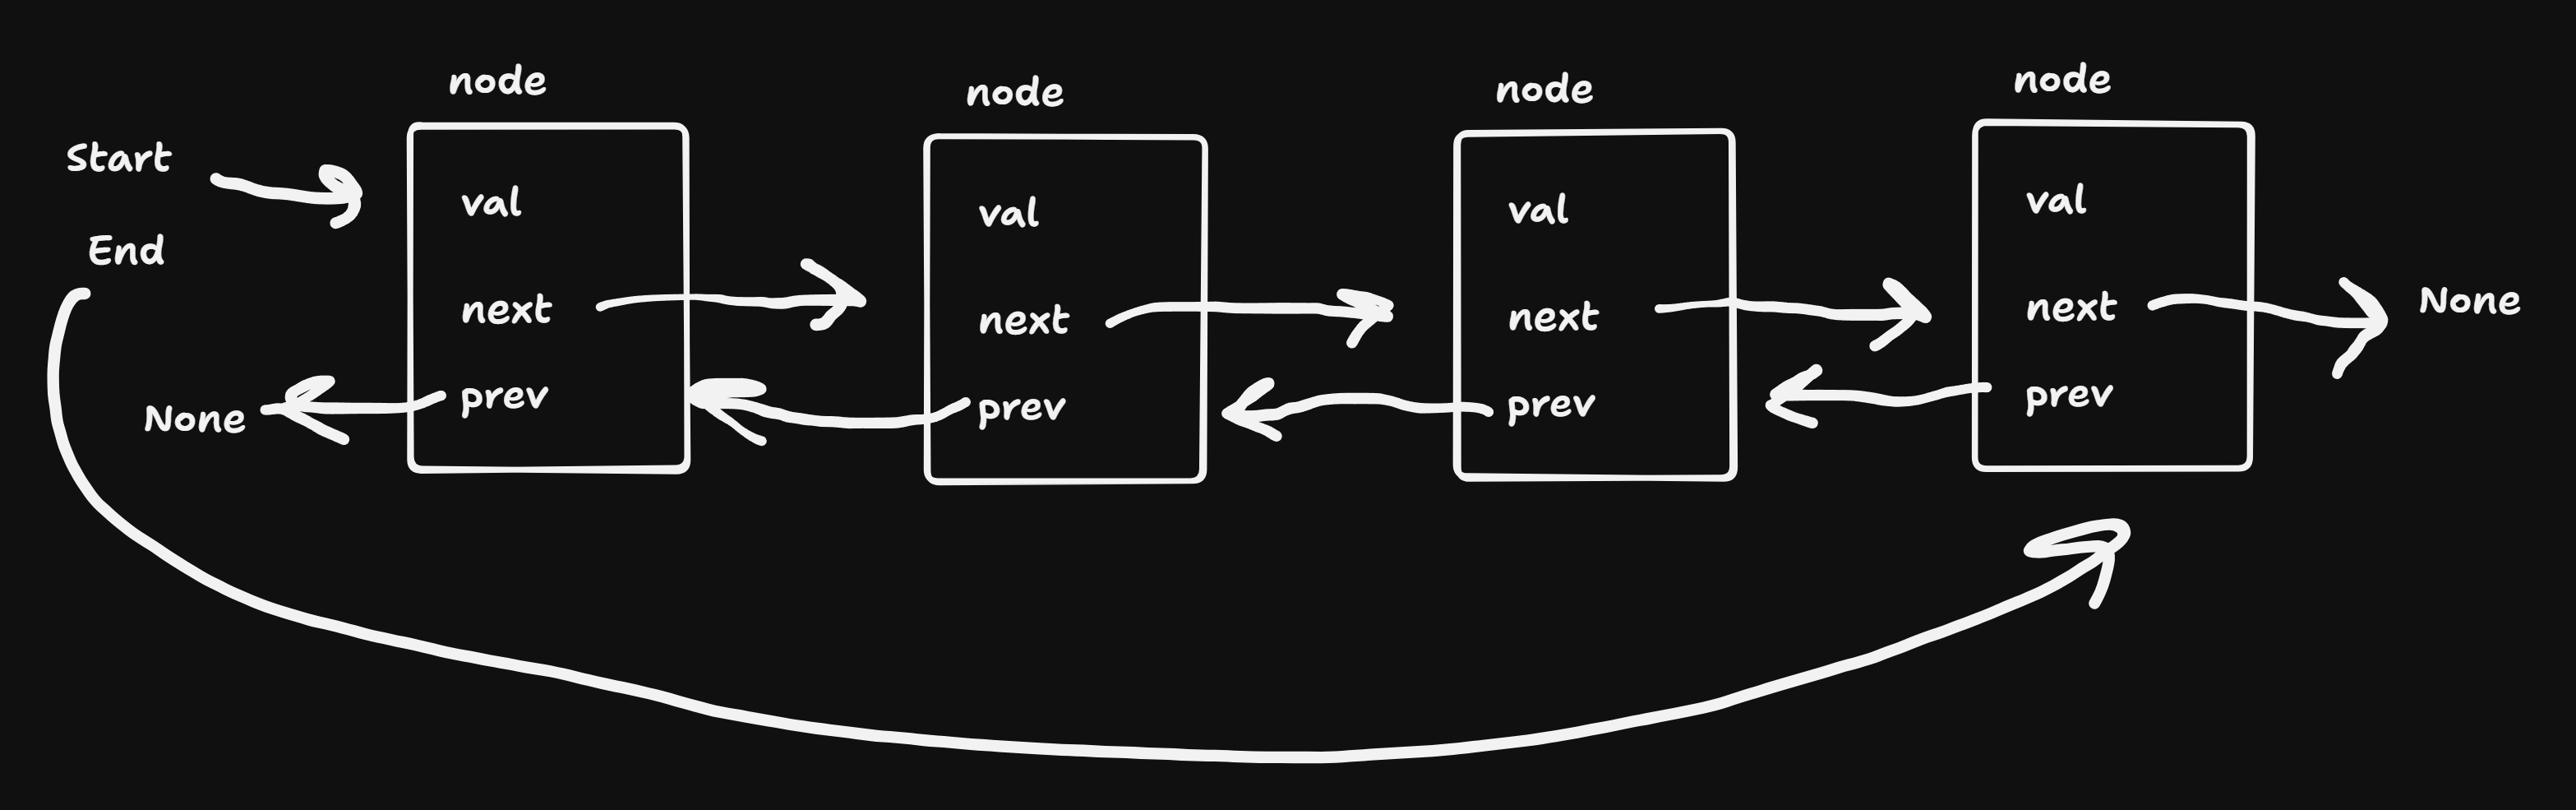 node
node
node
node
Start
End
None
val
next
prev
val
next
prev
val
next
prev
val
next
prev
None